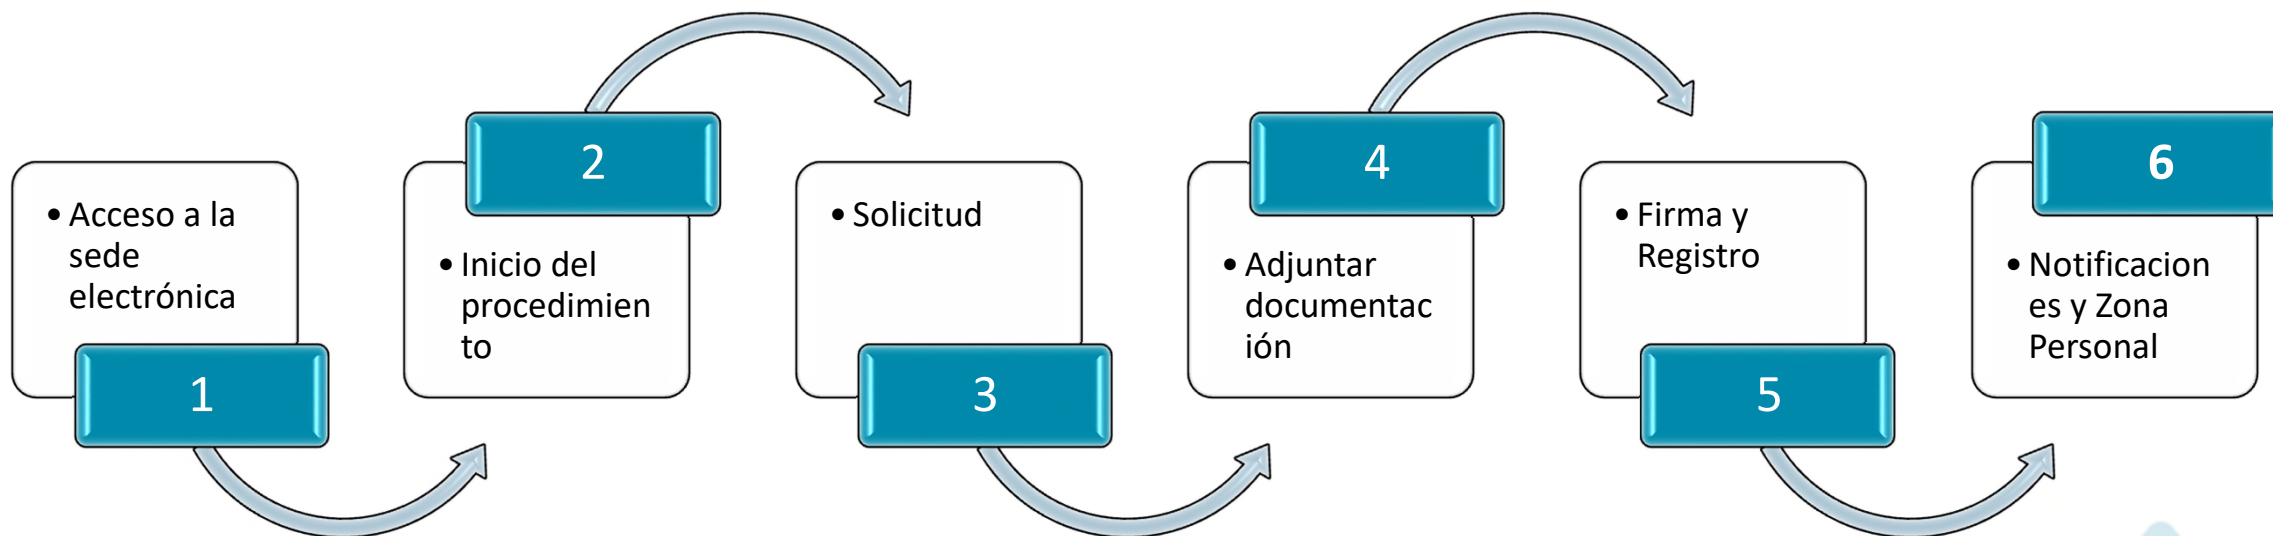 • Acceso a la
sede
electrónica
1
2
• Inicio del
procedimien
to
• Solicitud
3
4
• Adjuntar
documentac
ión
• Firma y
Registro
5
6
• Notificacion
es y Zona
Personal